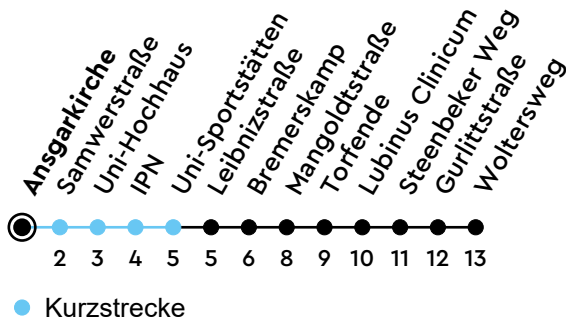 Ansgarkirche
Samwerstraße
Uni-Hochhaus
IPN
Uni-Sportstätten
Leibnizstraße
Bremerskamp
Mangoldtstraße
Torfende
Lubinus Clinicum
Steenbeker Weg
Gurlittstraße
Woltersweg
2 3 4 5 5 6 8 9 10 11 12 13
Kurzstrecke